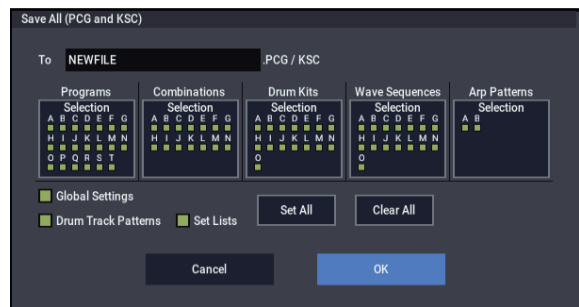 Save All (PCG and KSC)
To NEWFILE .PCG / KSC
Programs Combinations Drum Kits Wave Sequences Arp Patterns
Selection Selection Selection Selection Selection
A B C D E F G A B C D E F G A B C D E F G A B C D E F G A B
H I J K L M N H I J K L M N H I J K L M N H I J K L M N
O P Q R S T O O
Global Settings
Drum Track Patterns Set Lists Set All Clear All
Cancel OK